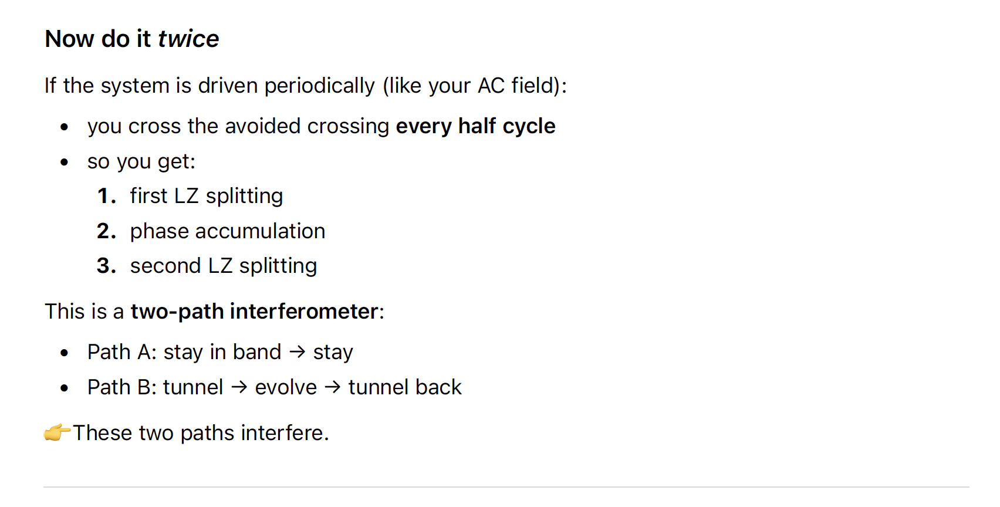 Now do it twice
If the system is driven periodically (like your AC field):
• you cross the avoided crossing every half cycle
• so you get:
1. first LZ splitting
2. phase accumulation
3. second LZ splitting
This is a two-path interferometer:
• Path A: stay in band → stay
• Path B: tunnel → evolve → tunnel back
👉These two paths interfere.